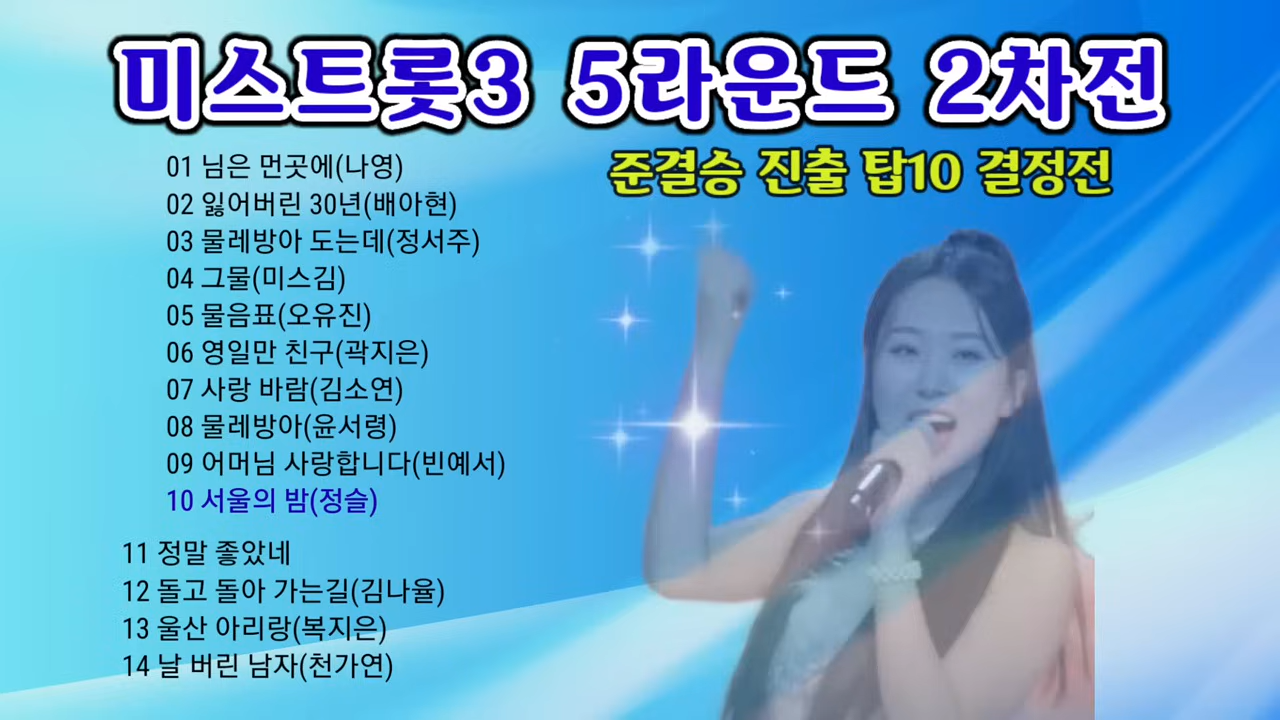 미스트롯3 5라운드 2차전
준결승 진출 탑10 결정전
01 님은 먼곳에(나영)
02 잃어버린 30년(배아현)
03 물레방아 도는데(정서주)
04 그물(미스김)
05 물음표(오유진)
06 영일만 친구(곽지은)
07 사랑 바람(김소연)
08 물레방아(윤서령)
09 어머님 사랑합니다(빈예서)
10 서울의 밤(정슬)
11 정말 좋았네
12 돌고 돌아 가는길(김나율)
13 울산 아리랑(복지은)
14 날 버린 남자(천가연)